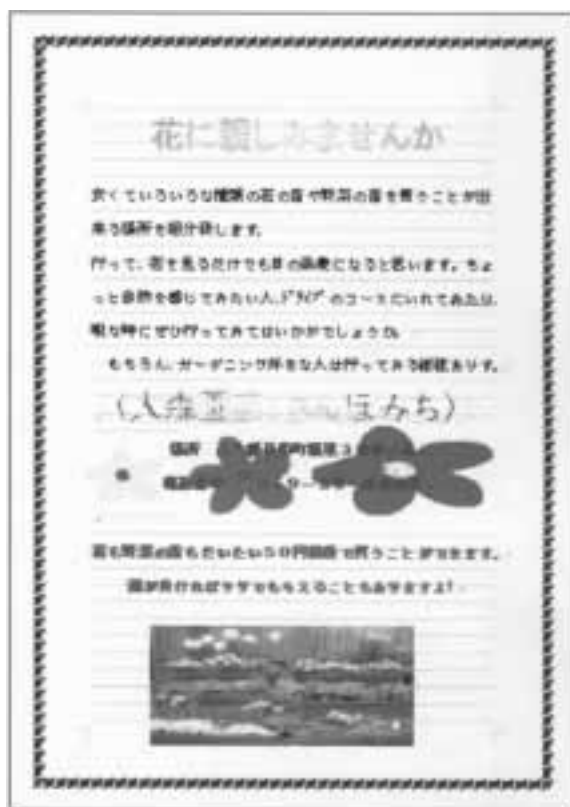 花に親しみませんか
安くていろいろな種類の花の苗や野菜の苗を買うことが出
来る場所を紹介致します。
行って、花を見るだけでも目の保養になると思います。ちょ
っと自然を感じてみたい人、ドライブのコースにいれてみたり、
暇な時にぜひ行ってみてはいかがでしょうか。
もちろん、ガーデニング好きな人は行ってみる価値あり。
ほみち）
場所
花も野菜の苗もだいたい５０円前後で買うことができます。
運が良ければタダでもらえることもありますよ！